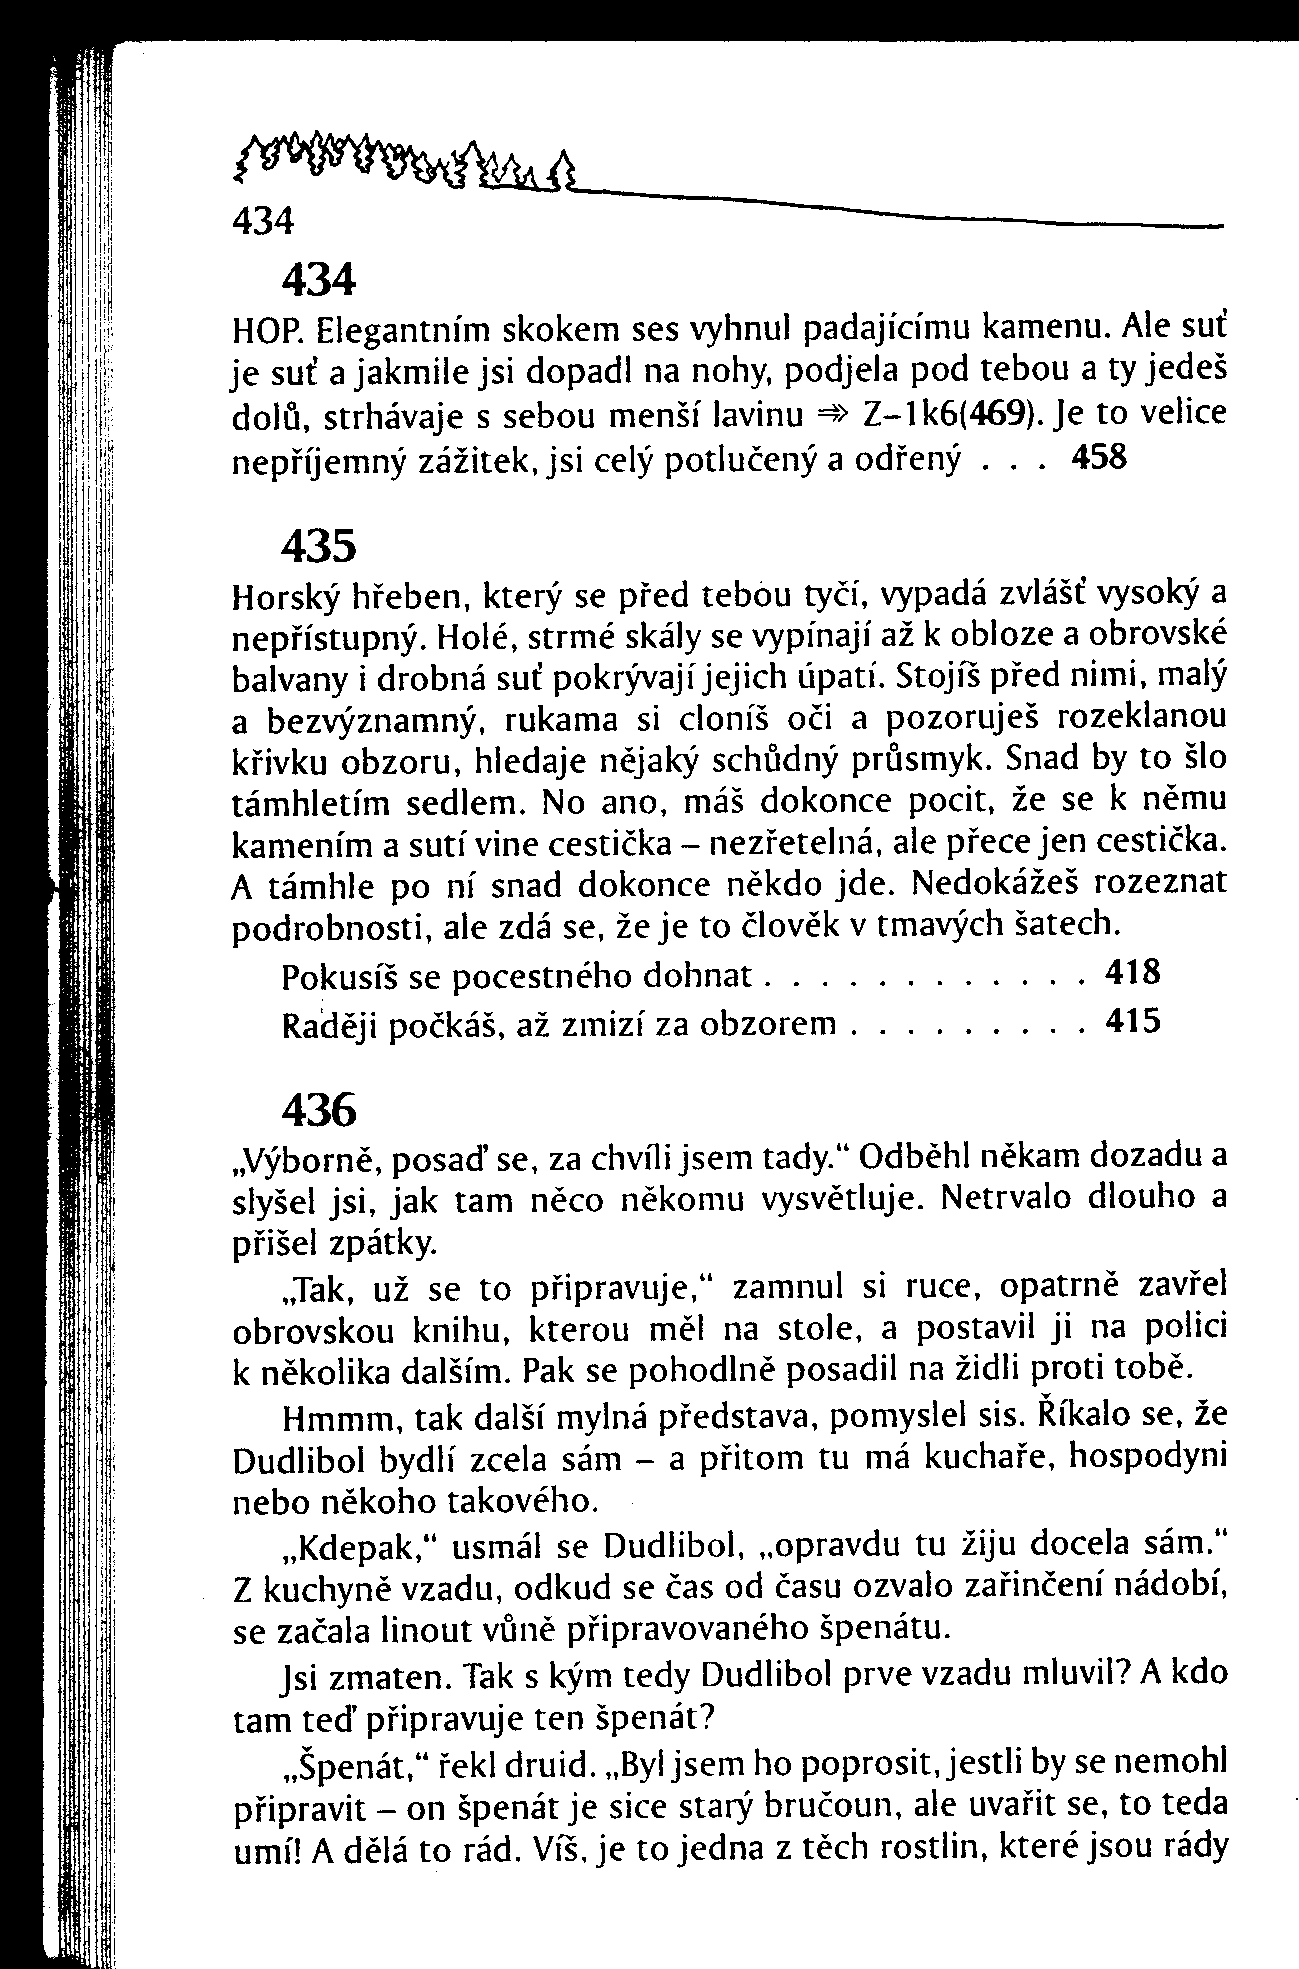 434
434
HOP. Elegantním skokem ses vyhnul padajícímu kamenu. Ale suť
je suť a jakmile jsi dopadl na nohy, podjela pod tebou a ty jedeš
dolů, strhávaje s sebou menší lavinu ⇛ Z–1k6(469). Je to velice
nepříjemný zážitek, jsi celý potlučený a odřený . . . 458
435
Horský hřeben, který se před tebou tyčí, vypadá zvlášť vysoký a
nepřístupný. Holé, strmé skály se vypínají až k obloze a obrovské
balvany i drobná suť pokrývají jejich úpatí. Stojíš před nimi, malý
a bezvýznamný, rukama si cloníš oči a pozoruješ rozeklanou
křivku obzoru, hledaje nějaký schůdný průsmyk. Snad by to šlo
támhletím sedlem. No ano, máš dokonce pocit, že se k němu
kamením a sutí vine cestička – nezřetelná, ale přece jen cestička.
A támhle po ní snad dokonce někdo jde. Nedokážeš rozeznat
podrobnosti, ale zdá se, že je to člověk v tmavých šatech.
Pokusíš se pocestného dohnat . . . . . . . . . . . . 418
Raději počkáš, až zmizí za obzorem . . . . . . . . . 415
436
„Výborně, posaď se, za chvíli jsem tady.“ Odběhl někam dozadu a
slyšel jsi, jak tam něco někomu vysvětluje. Netrvalo dlouho a
přišel zpátky.
„Tak, už se to připravuje,“ zamnul si ruce, opatrně zavřel
obrovskou knihu, kterou měl na stole, a postavil ji na polici
k několika dalším. Pak se pohodlně posadil na židli proti tobě.
Hmmm, tak další mylná představa, pomyslel sis. Říkalo se, že
Dudlibol bydlí zcela sám – a přitom tu má kuchaře, hospodyni
nebo někoho takového.
„Kdepak,“ usmál se Dudlibol, „opravdu tu žiju docela sám.“
Z kuchyně vzadu, odkud se čas od času ozvalo zařinčení nádobí,
se začala linout vůně připravovaného špenátu.
Jsi zmaten. Tak s kým tedy Dudlibol prve vzadu mluvil? A kdo
tam teď připravuje ten špenát?
„Špenát,“ řekl druid. „Byl jsem ho poprosit, jestli by se nemohl
připravit – on špenát je sice starý bručoun, ale uvařit se, to teda
umí! A dělá to rád. Víš, je to jedna z těch rostlin, které jsou rády